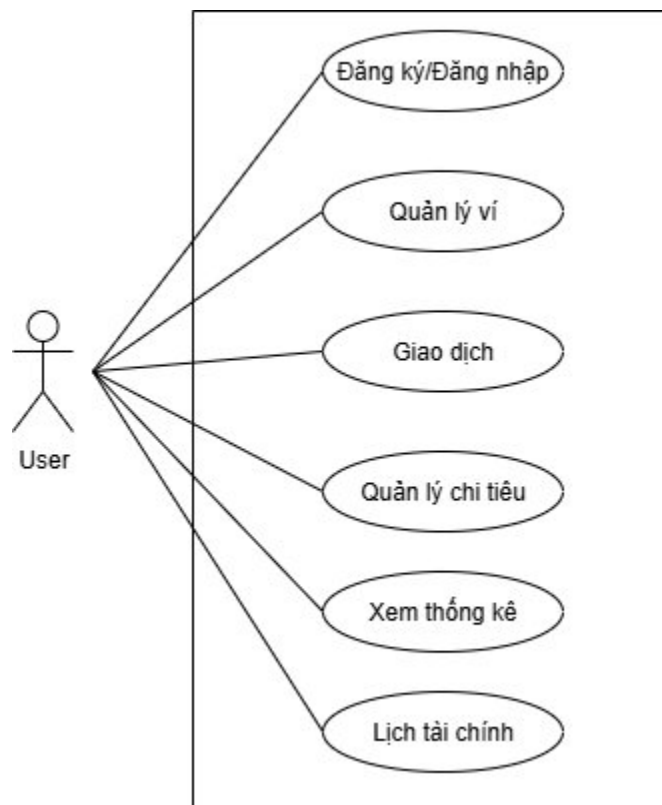 Đăng ký/Đăng nhập
Quản lý ví
Giao dịch
User
Quản lý chi tiêu
Xem thống kê
Lịch tài chính